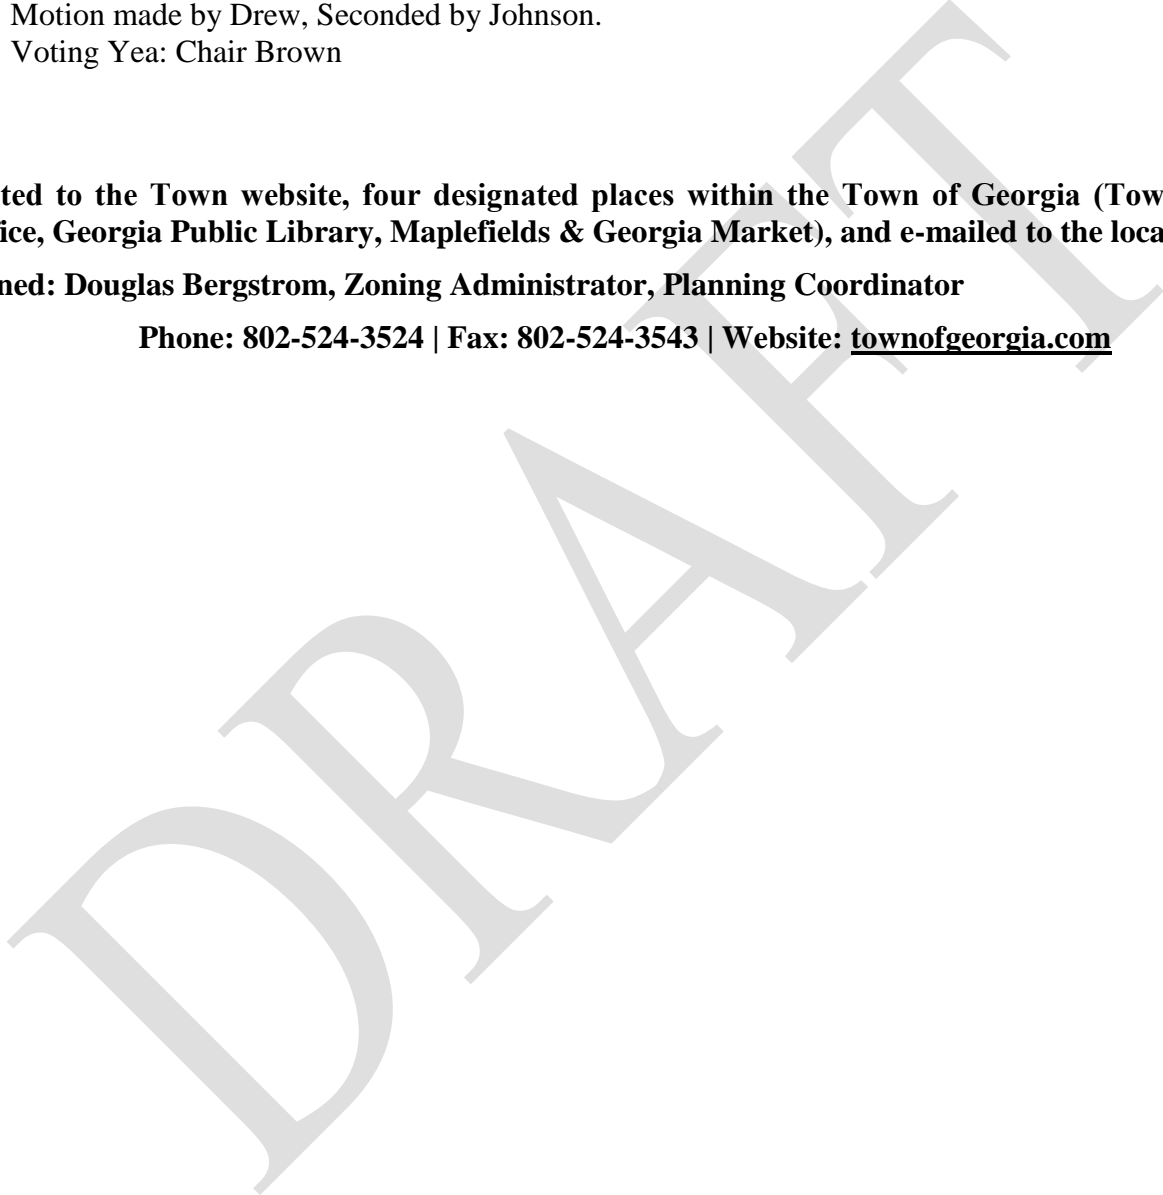 Motion made by Drew, Seconded by Johnson.
Voting Yea: Chair Brown
ted to the Town website, four designated places within the Town of Georgia (Tow
ice, Georgia Public Library, Maplefields & Georgia Market), and e-mailed to the loca
ned: Douglas Bergstrom, Zoning Administrator, Planning Coordinator
Phone: 802-524-3524 | Fax: 802-524-3543 | Website: townofgeorgia.com
DRAFT